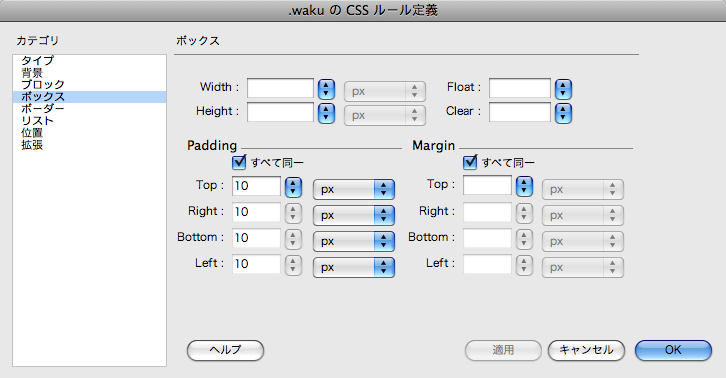 .waku の CSS ルール定義
カテゴリ
タイプ
背景
ブロック
ボックス
ボーダー
リスト
位置
拡張
ボックス
Width : px Float :
Height : px Clear :
Padding Margin
すべて同一 すべて同一
Top : 10 px Top : px
Right : 10 px Right : px
Bottom : 10 px Bottom : px
Left : 10 px Left : px
ヘルプ 適用 キャンセル OK